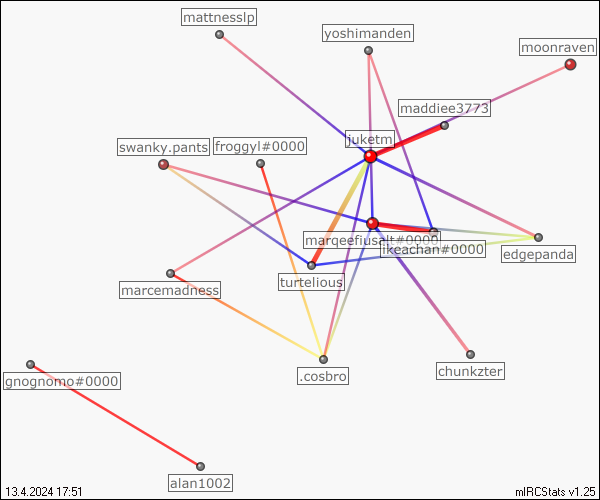 mattnesslp
yoshimanden
moonraven
maddiee3773
juketm
swanky.pants
froggyl#0000
marqeefiusalt#0000
ikeachan#0000
edgepanda
turtelious
marcemadness
.cosbro
chunkzter
gnognomo#0000
alan1002
13.4.2024 17:51
mIRCStats v1.25